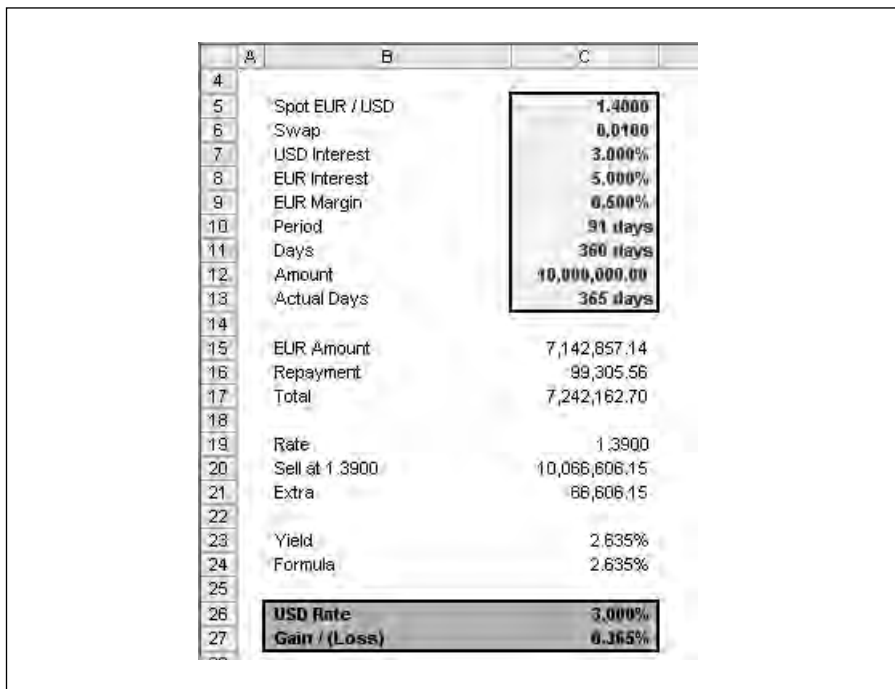 A B C
4
5 Spot EUR / USD 1.4000
6 Swap 0.0100
7 USD Interest 3.000%
8 EUR Interest 5.000%
9 EUR Margin 0.500%
10 Period 91 days
11 Days 360 days
12 Amount 10,000,000.00
13 Actual Days 365 days
14
15 EUR Amount 7,142,857.14
16 Repayment 99,305.56
17 Total 7,242,162.70
18
19 Rate 1.3900
20 Sell at 1.3900 10,066,606.15
21 Extra 66,606.15
22
23 Yield 2.635%
24 Formula 2.635%
25
26 USD Rate 3.000%
27 Gain / (Loss) 0.365%